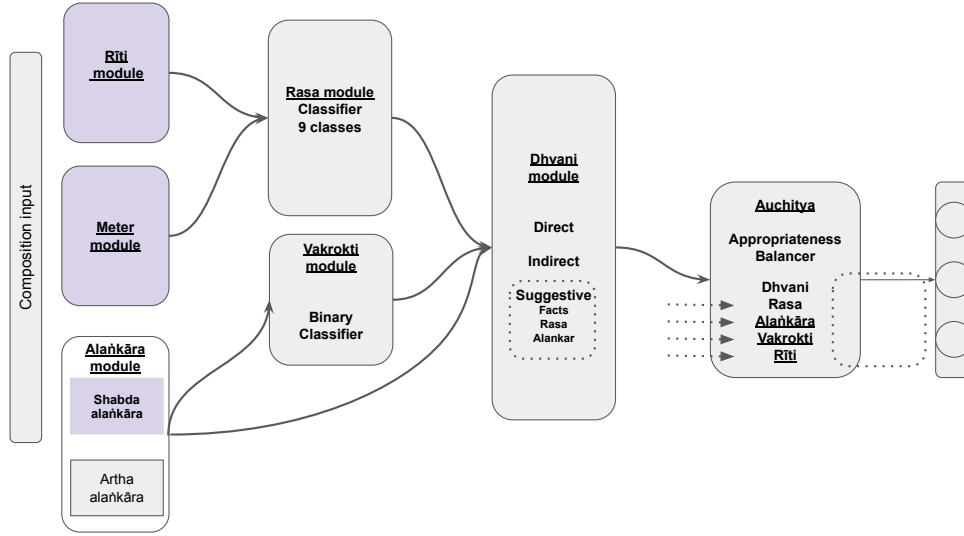 Composition input
Rīti
module
Meter
module
Alaṅkāra
module
Shabda
alaṅkāra
Artha
alaṅkāra
Rasa module
Classifier
9 classes
Vakrokti
module
Binary
Classifier
Dhvani
module
Direct
Indirect
Suggestive
Facts
Rasa
Alankar
Auchitya
Appropriateness
Balancer
Dhvani
Rasa
Alaṅkāra
Vakrokti
Rīti